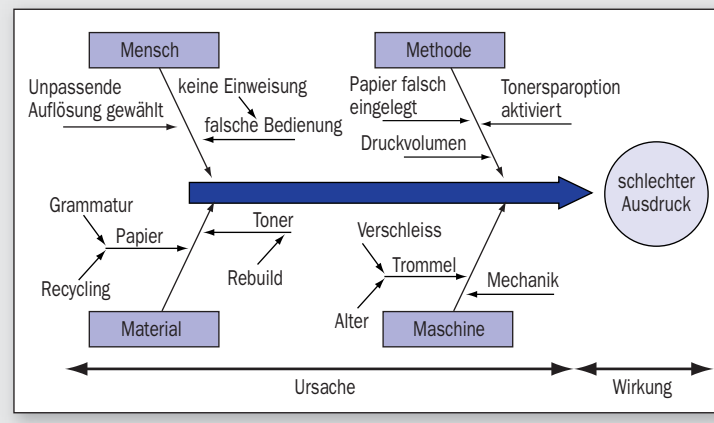 Mensch
Methode
Unpassende
Auflösung gewählt
keine Einweisung
falsche Bedienung
Papier falsch
eingelegt
Tonersparoption
aktiviert
Druckvolumen
schlechter
Ausdruck
Grammatur
Papier
Recycling
Toner
Rebuild
Verschleiss
Trommel
Alter
Mechanik
Material
Maschine
Ursache
Wirkung